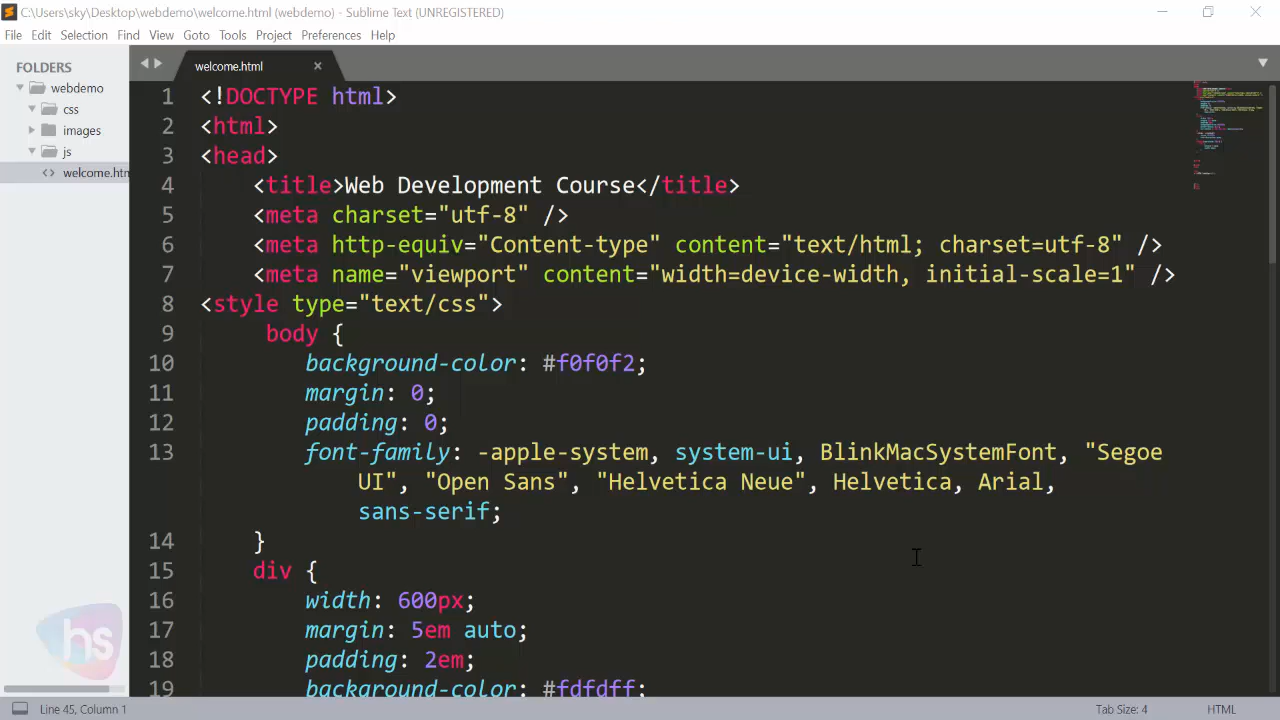 C:\Users\sky\Desktop\webdemo\welcome.html (webdemo) - Sublime Text (UNREGISTERED)
File Edit Selection Find View Goto Tools Project Preferences Help
FOLDERS
webdemo
css
images
js
<> welcome.htn
welcome.html ×
1 <!DOCTYPE html>
2 <html>
3 <head>
4 <title>Web Development Course</title>
5 <meta charset="utf-8" />
6 <meta http-equiv="Content-type" content="text/html; charset=utf-8" />
7 <meta name="viewport" content="width=device-width, initial-scale=1" />
8 <style type="text/css">
9 body {
10 background-color: #f0f0f2;
11 margin: 0;
12 padding: 0;
13 font-family: -apple-system, system-ui, BlinkMacSystemFont, "Segoe
UI", "Open Sans", "Helvetica Neue", Helvetica, Arial,
sans-serif;
14 }
15 div {
16 width: 600px;
17 margin: 5em auto;
18 padding: 2em;
19 background-color: #fdfdff;
hs
Line 45, Column 1
Tab Size: 4
HTML